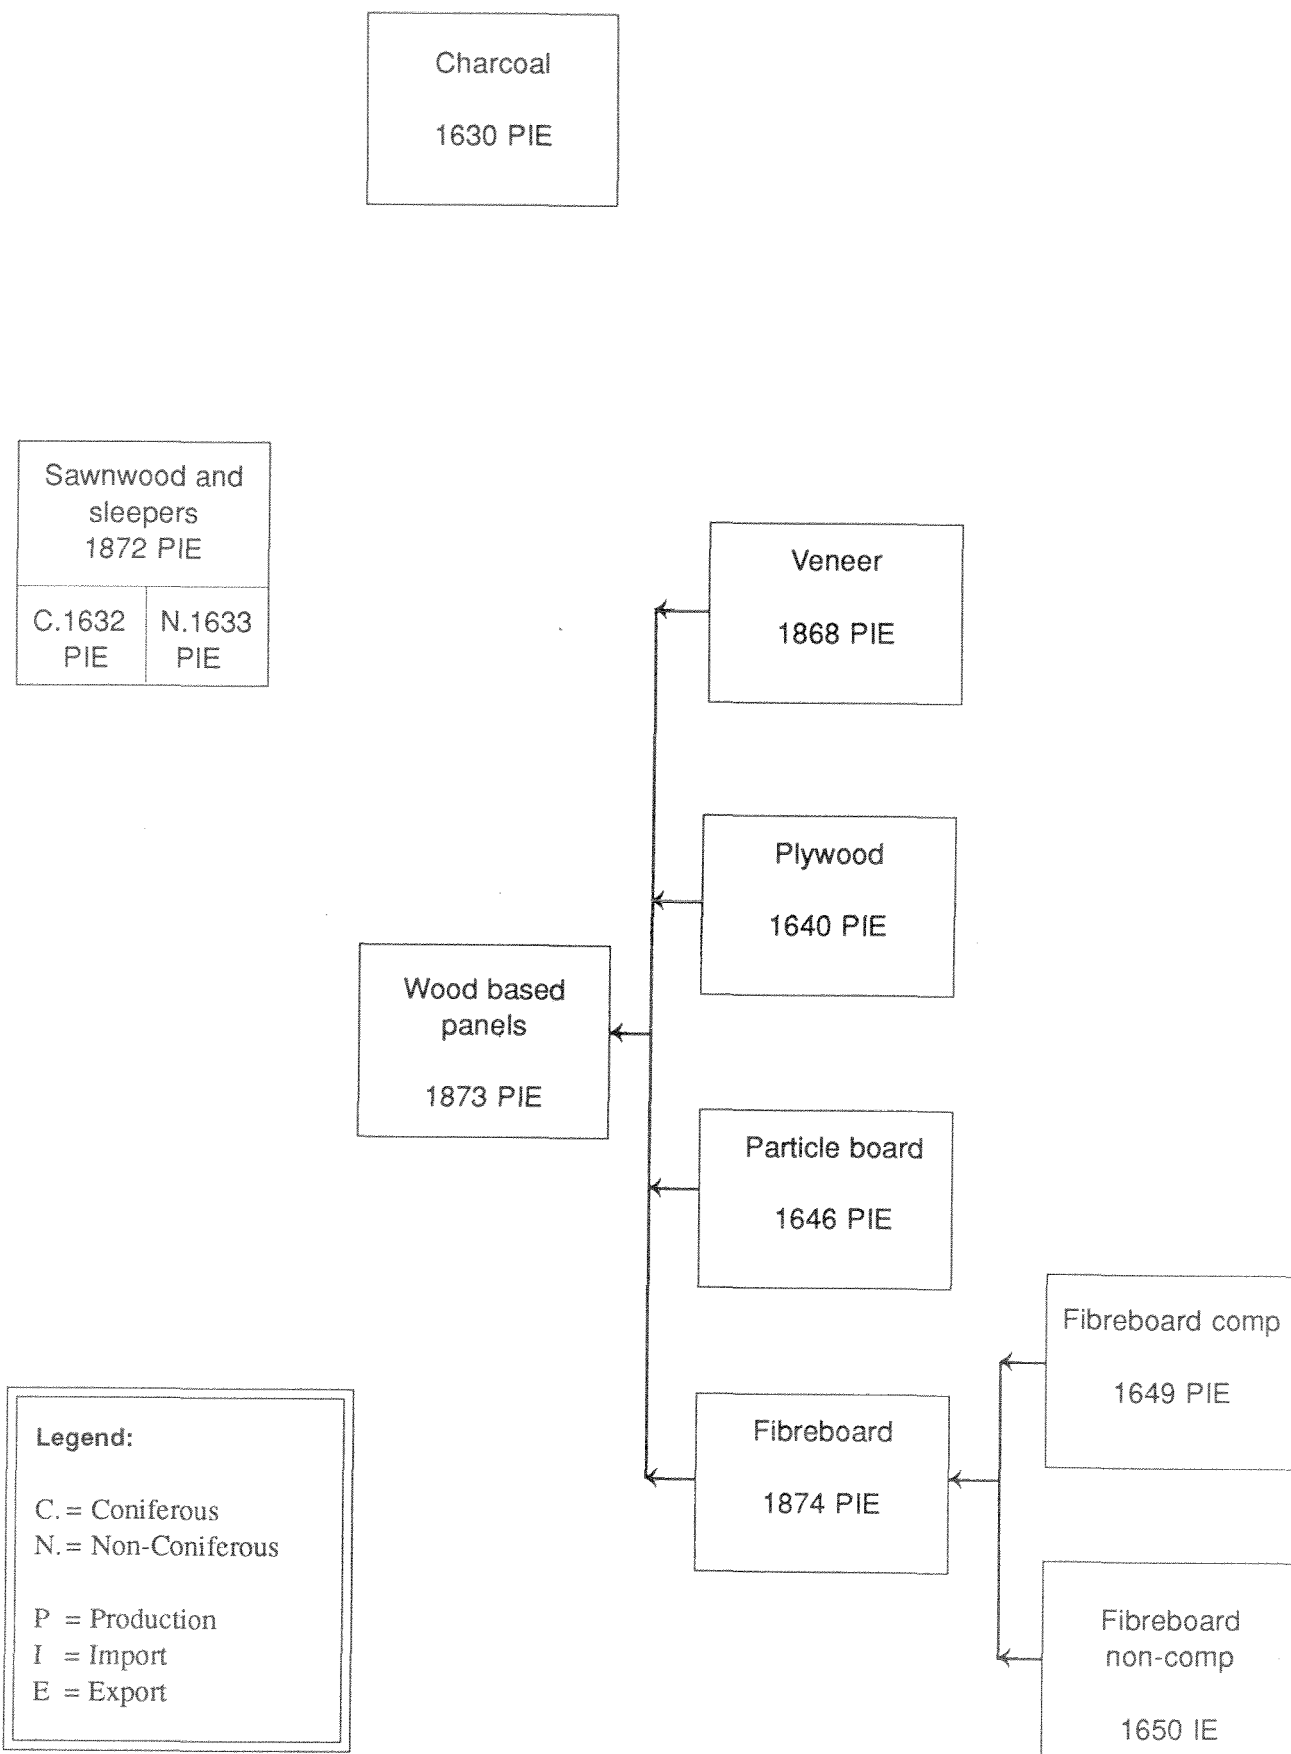 Charcoal
1630 PIE
Sawnwood and
sleepers
1872 PIE
C.1632
PIE
N.1633
PIE
Veneer
1868 PIE
Plywood
1640 PIE
Wood based
panels
1873 PIE
Particle board
1646 PIE
Fibreboard comp
1649 PIE
Fibreboard
1874 PIE
Fibreboard
non-comp
1650 IE
Legend:
C. = Coniferous
N. = Non-Coniferous
P = Production
I = Import
E = Export